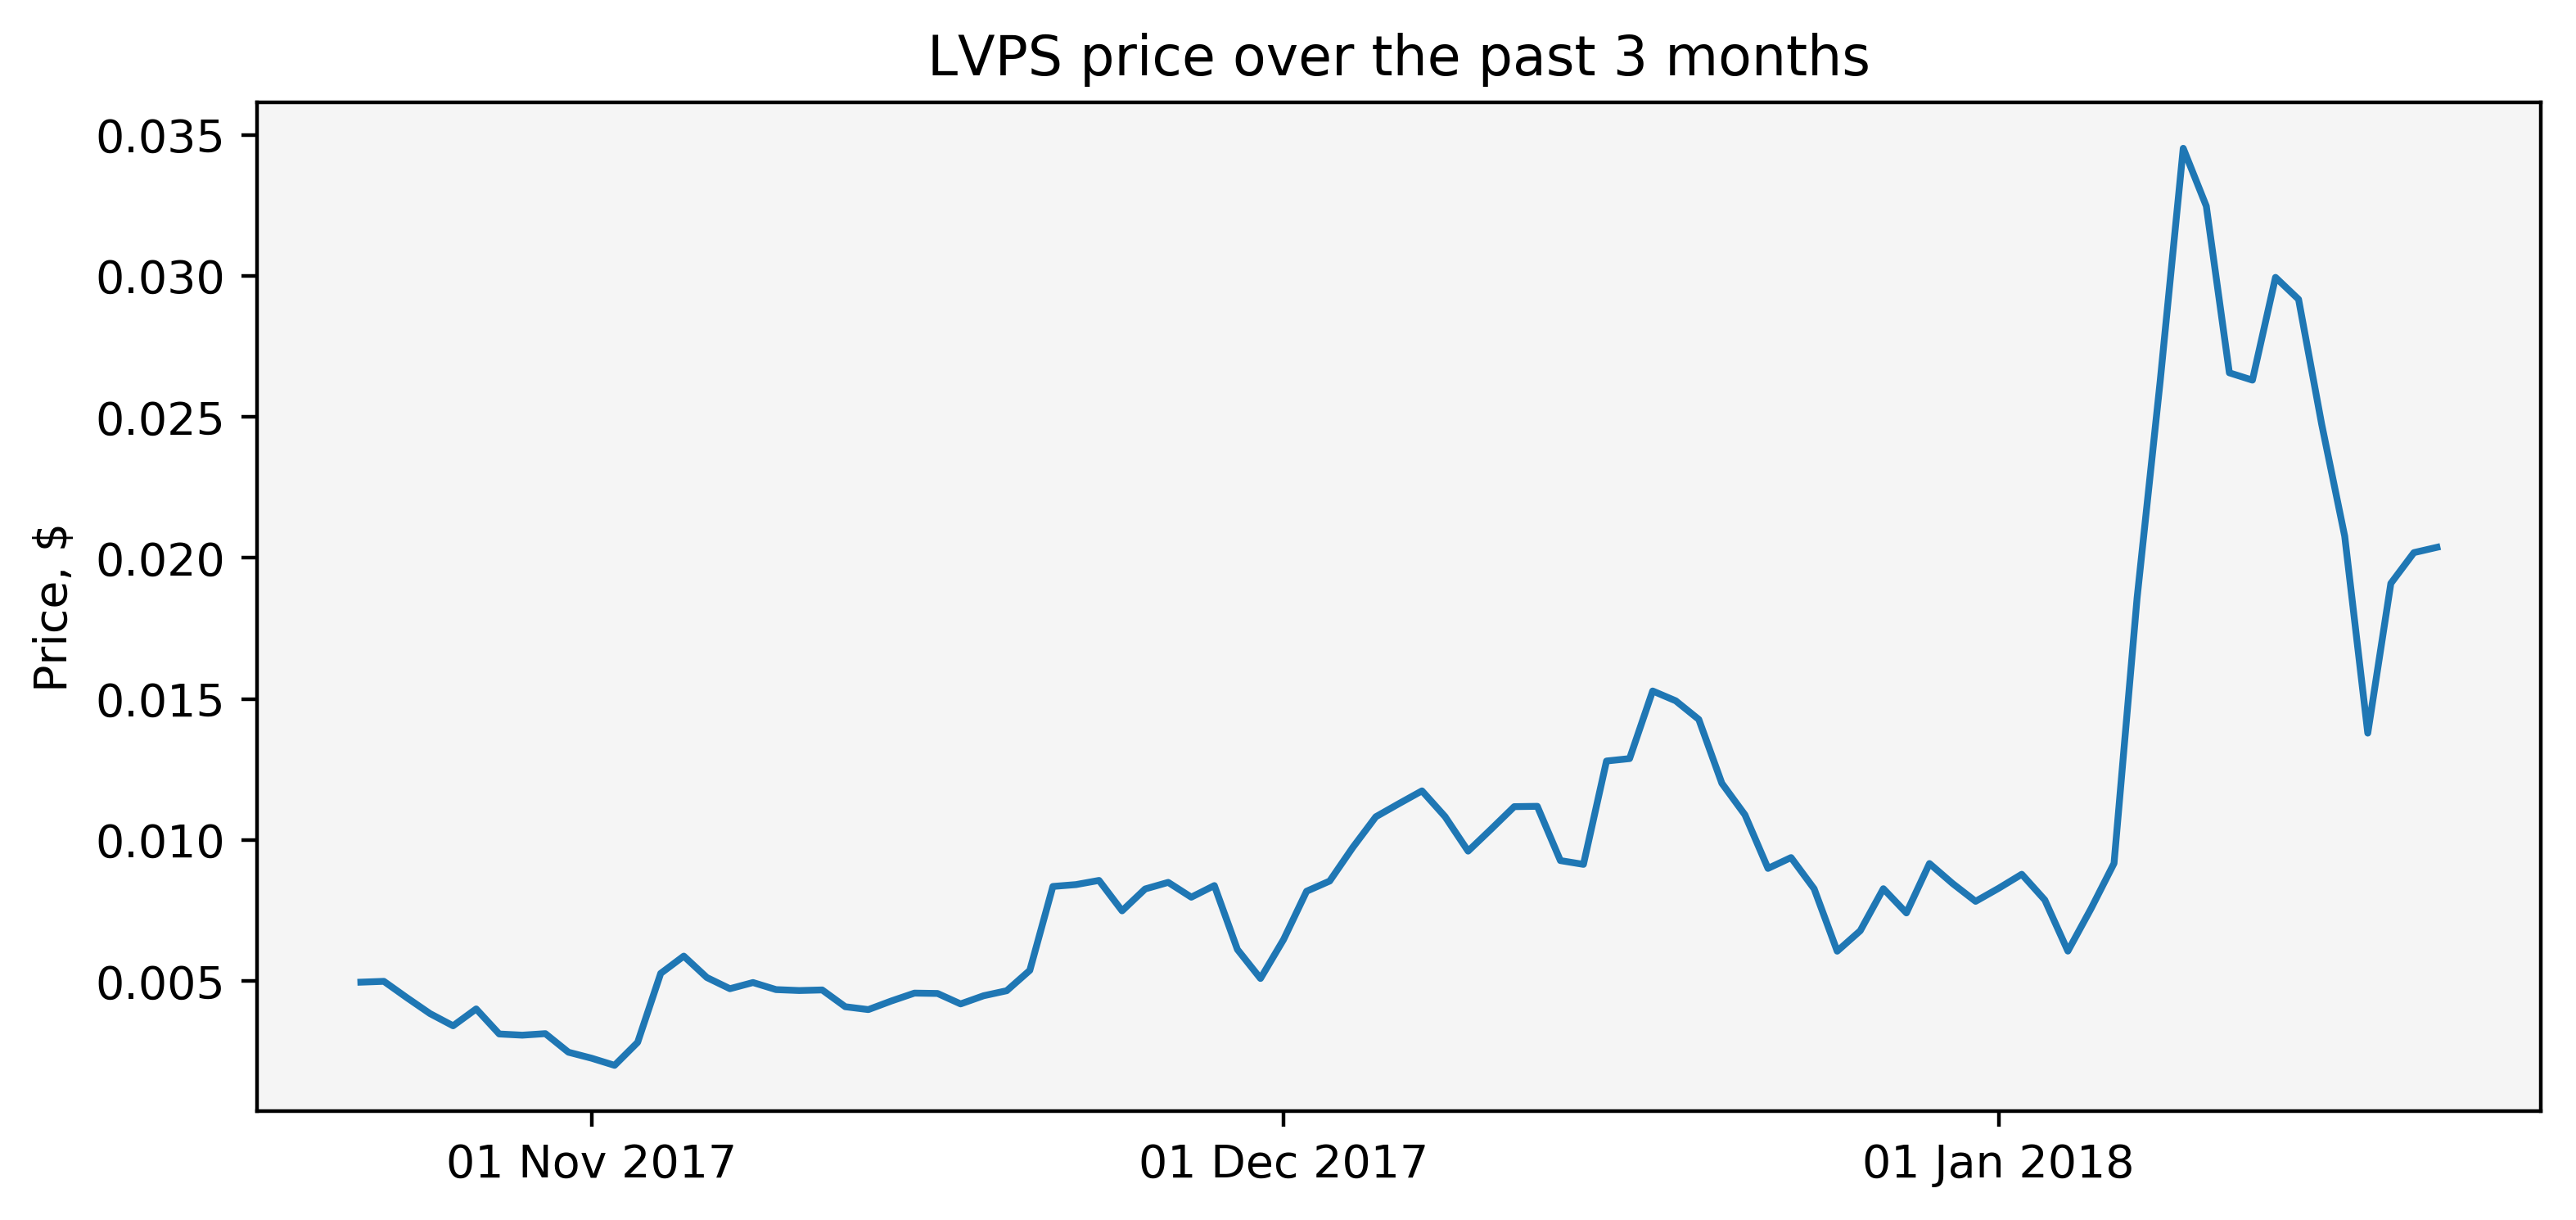 LVPS price over the past 3 months
Price, $
0.035
0.030
0.025
0.020
0.015
0.010
0.005
01 Nov 2017
01 Dec 2017
01 Jan 2018